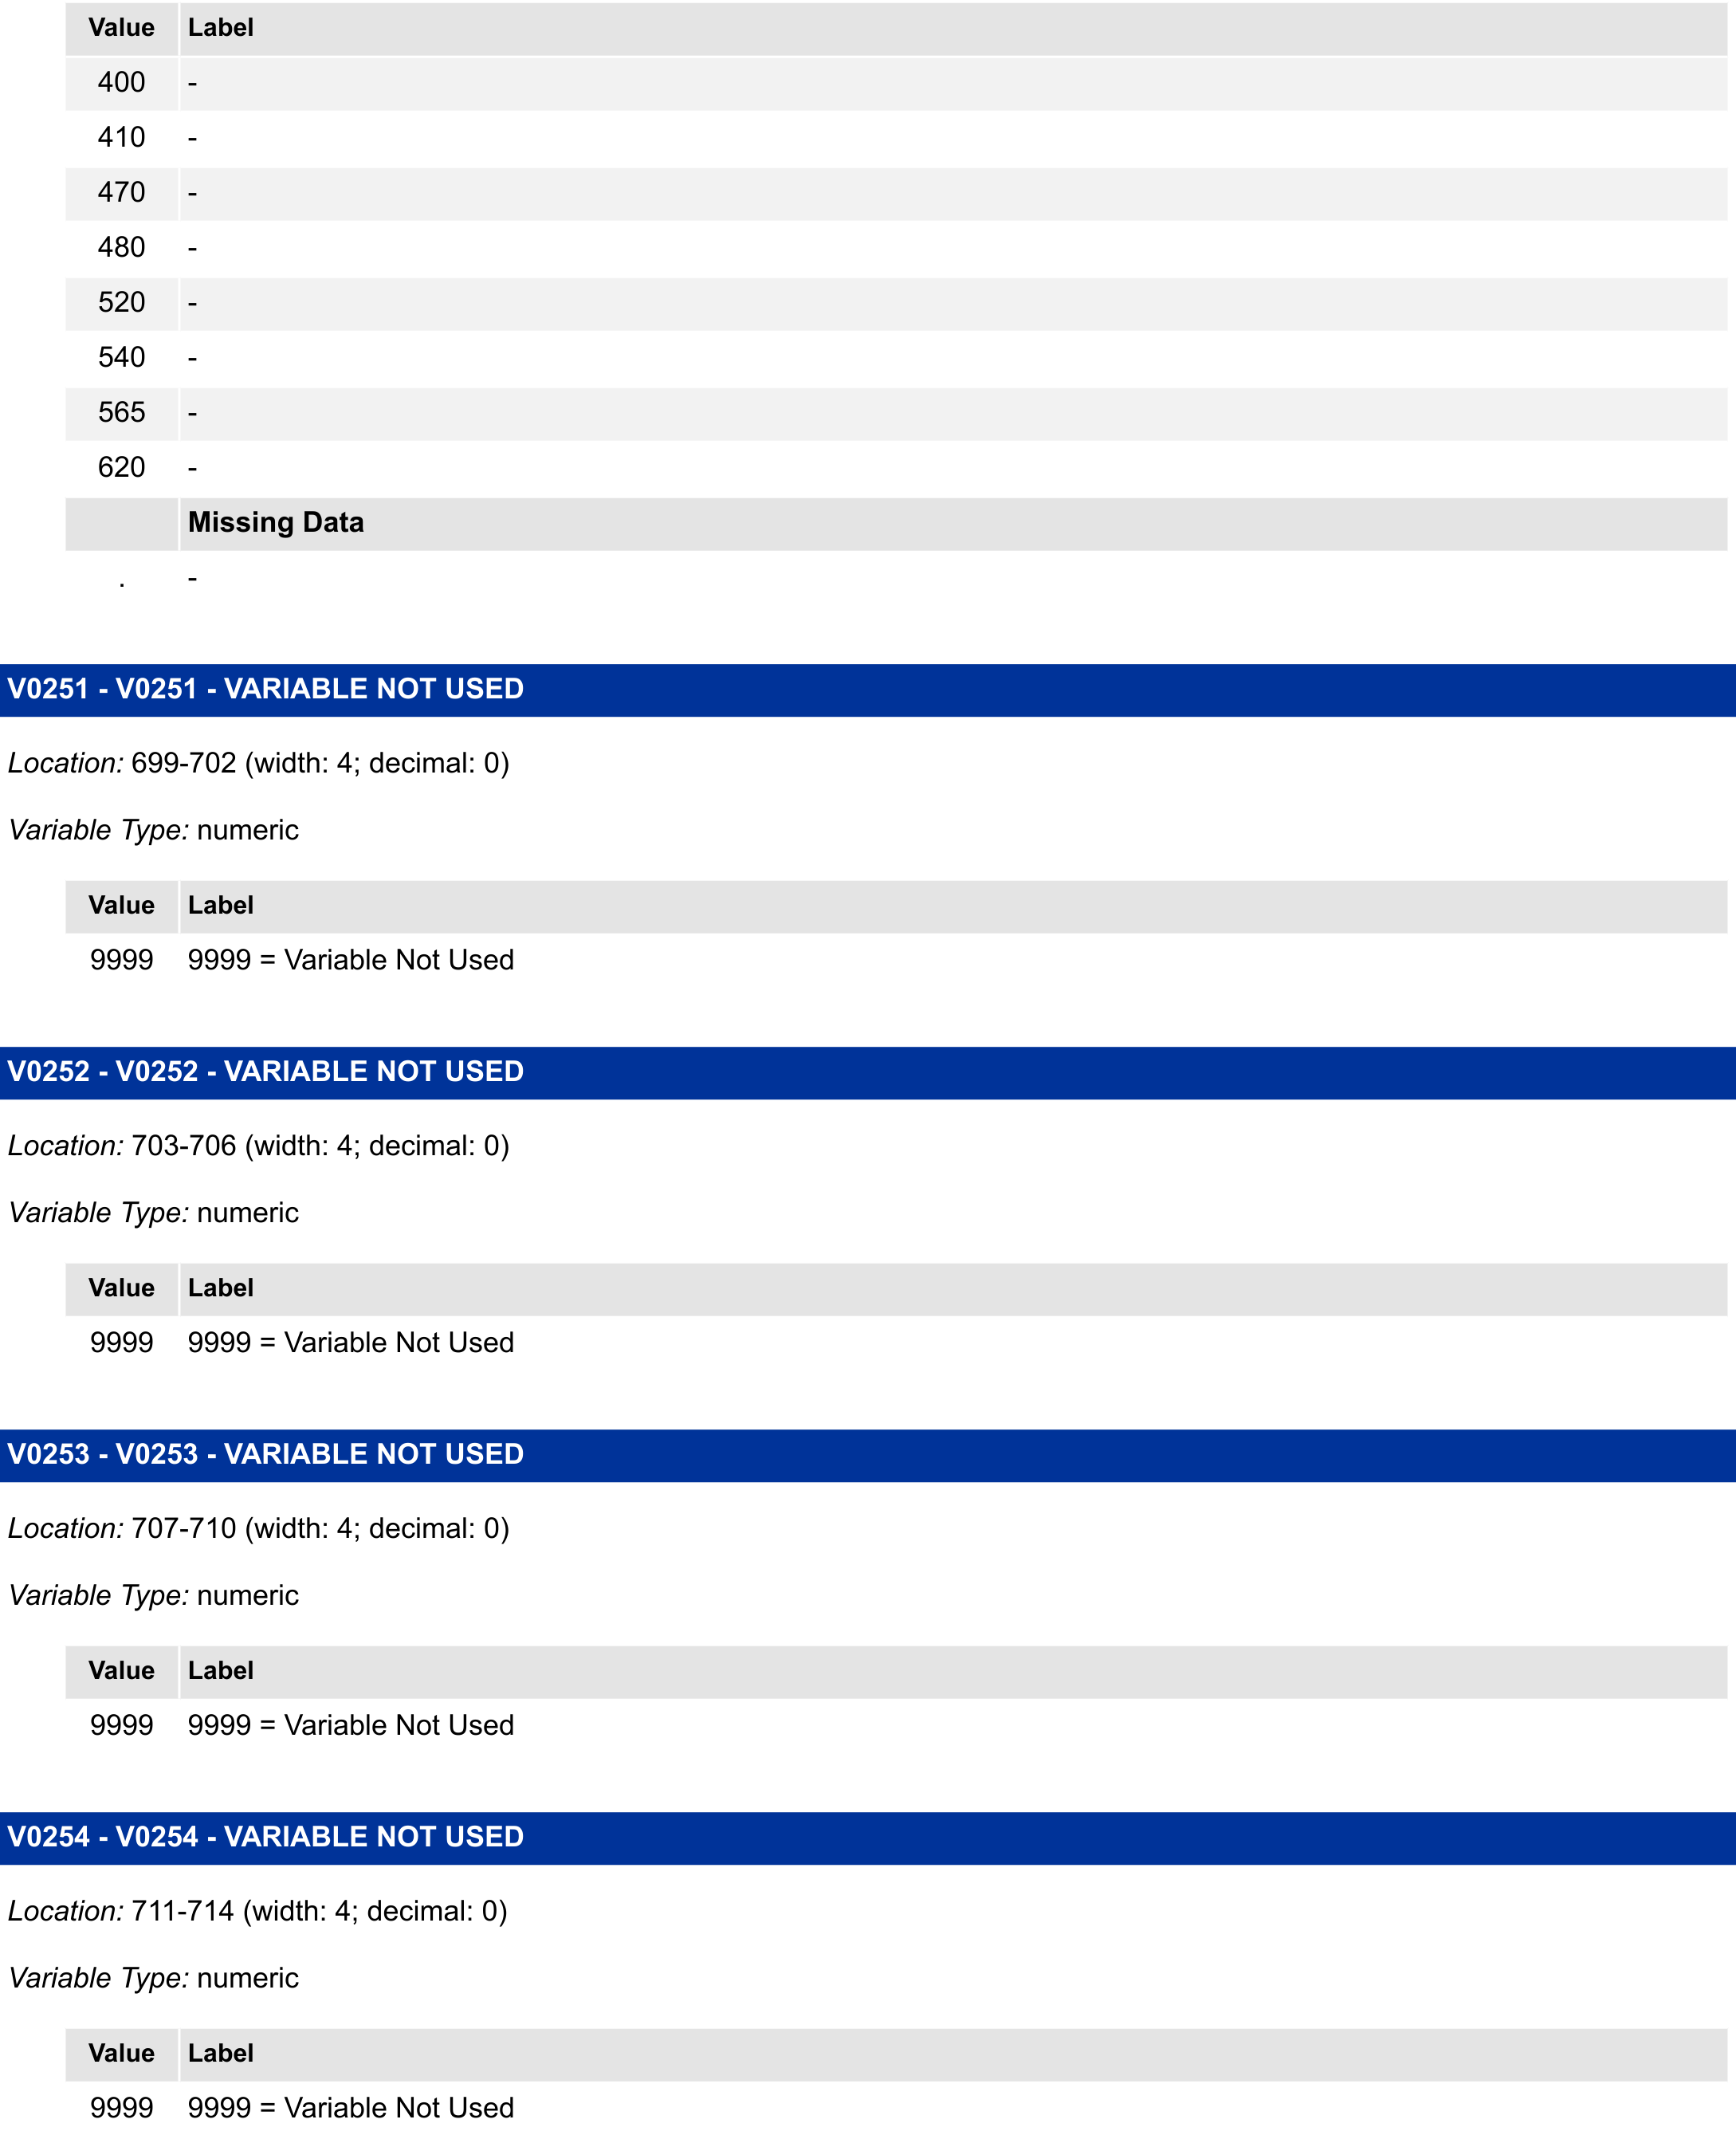 Value Label
400 -
410 -
470 -
480 -
520 -
540 -
565 -
620 -
Missing Data
. -
V0251 - V0251 - VARIABLE NOT USED
Location: 699-702 (width: 4; decimal: 0)
Variable Type: numeric
Value Label
9999 9999 = Variable Not Used
V0252 - V0252 - VARIABLE NOT USED
Location: 703-706 (width: 4; decimal: 0)
Variable Type: numeric
Value Label
9999 9999 = Variable Not Used
V0253 - V0253 - VARIABLE NOT USED
Location: 707-710 (width: 4; decimal: 0)
Variable Type: numeric
Value Label
9999 9999 = Variable Not Used
V0254 - V0254 - VARIABLE NOT USED
Location: 711-714 (width: 4; decimal: 0)
Variable Type: numeric
Value Label
9999 9999 = Variable Not Used